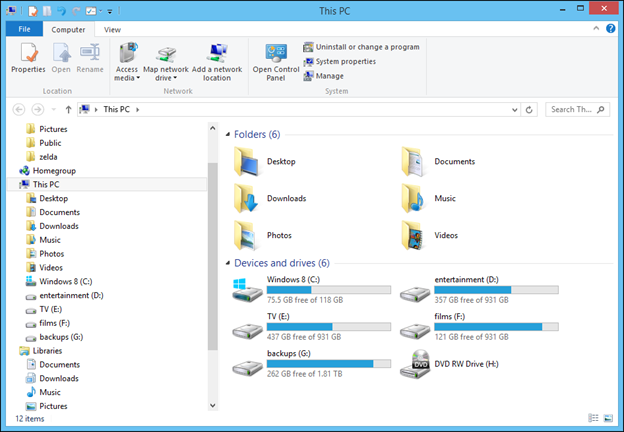 This PC
File Computer View
Properties Open Rename Access media Map network drive Add a network location Open Control Panel Uninstall or change a program
System properties
Manage
Location Network System
This PC Search Th...
Pictures
Public
zelda
Homegroup
This PC
Desktop
Documents
Downloads
Music
Photos
Videos
Windows 8 (C:)
entertainment (D:)
TV (E:)
films (F:)
backups (G:)
Libraries
Documents
Downloads
Music
Pictures
Folders (6)
Desktop Documents
Downloads Music
Photos Videos
Devices and drives (6)
Windows 8 (C:) entertainment (D:)
75.5 GB free of 118 GB 357 GB free of 931 GB
TV (E:) films (F:)
437 GB free of 931 GB 121 GB free of 931 GB
backups (G:) DVD RW Drive (H:)
262 GB free of 1.81 TB
DVD
12 items